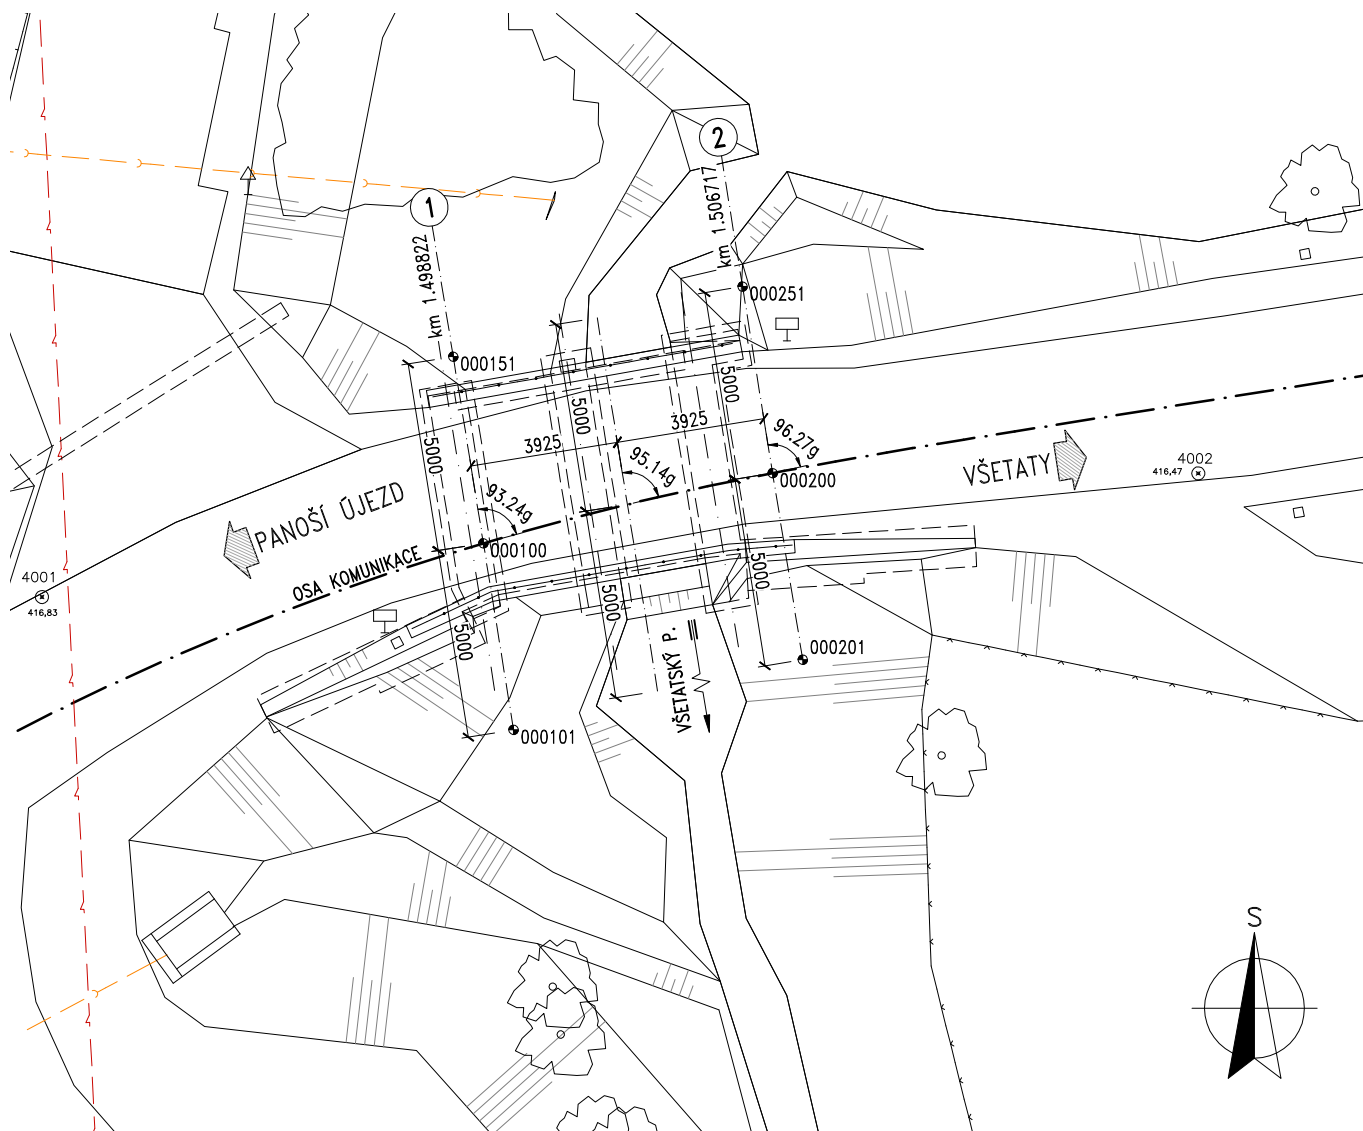 2
1
km 1.506717
km 1.498822
000251
000151
5000
5000
5000
3925
3925
96.27g
95.14g
93.24g
000200
000100
VŠETATY
4002
416,47
PANOŠÍ ÚJEZD
OSA KOMUNIKACE
4001
416,83
5000
5000
5000
VŠETATSKÝ P.
000201
000101
S